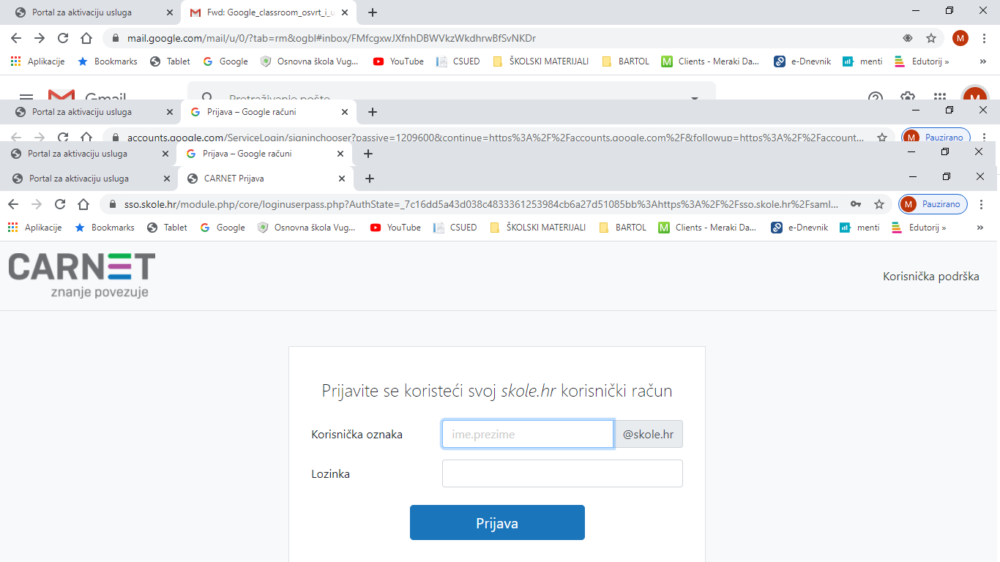 Portal za aktivaciju usluga
Fwd: Google_classroom_osvrt_i_u
mail.google.com/mail/u/0/?tab=rm&ogbl#inbox/FMfcgxwJXfnhDBWVkzWkdhrwBfSvNKDr
M
Aplikacije Bookmarks Tablet Google Osnovna škola Vug... YouTube CSUED ŠKOLSKI MATERIJALI BARTOL Clients - Meraki Da... e-Dnevnik menti Edutorij »
Gmail Pretraživanje pošte M
Portal za aktivaciju usluga
Prijava – Google računi
accounts.google.com/ServiceLogin/signinchooser?passive=1209600&continue=https%3A%2F%2Faccounts.google.com%2F&followup=https%3A%2F%2Faccount...
M Pauzirano
Portal za aktivaciju usluga
Prijava – Google računi
Portal za aktivaciju usluga
CARNET Prijava
sso.skole.hr/module.php/core/loginuserpass.php?AuthState=_7c16dd5a43d038c4833361253984cb6a27d51085bb%3Ahttps%3A%2F%2Fsso.skole.hr%2Fsaml...
M Pauzirano
Aplikacije Bookmarks Tablet Google Osnovna škola Vug... YouTube CSUED ŠKOLSKI MATERIJALI BARTOL Clients - Meraki Da... e-Dnevnik menti Edutorij »
CARNET
znanje povezuje
Korisnička podrška
Prijavite se koristeći svoj skole.hr korisnički račun
Korisnička oznaka ime.prezime @skole.hr
Lozinka
Prijava